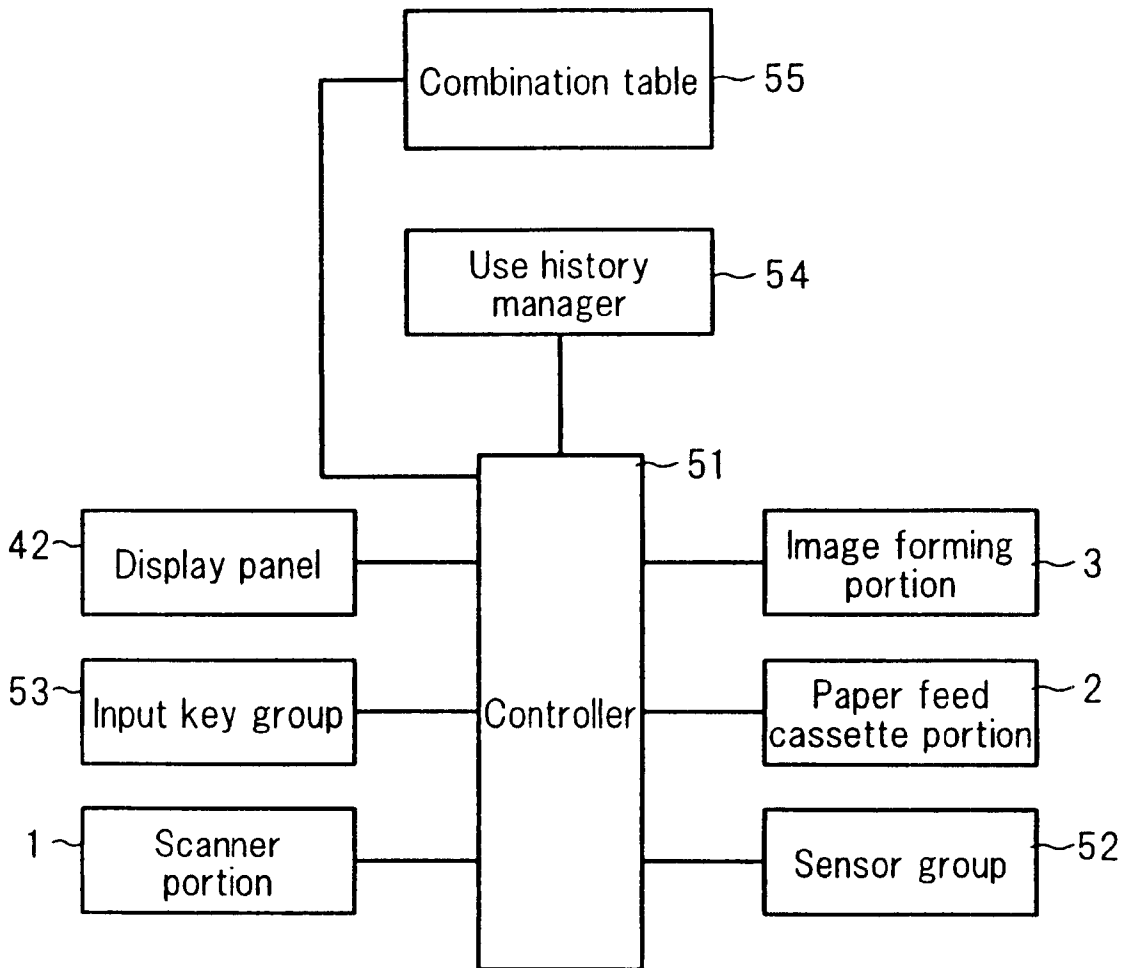 Combination table
55
Use history
manager
54
51
42
Display panel
Image forming
portion
3
53
Input key group
Controller
Paper feed
cassette portion
2
1
Scanner
portion
Sensor group
52